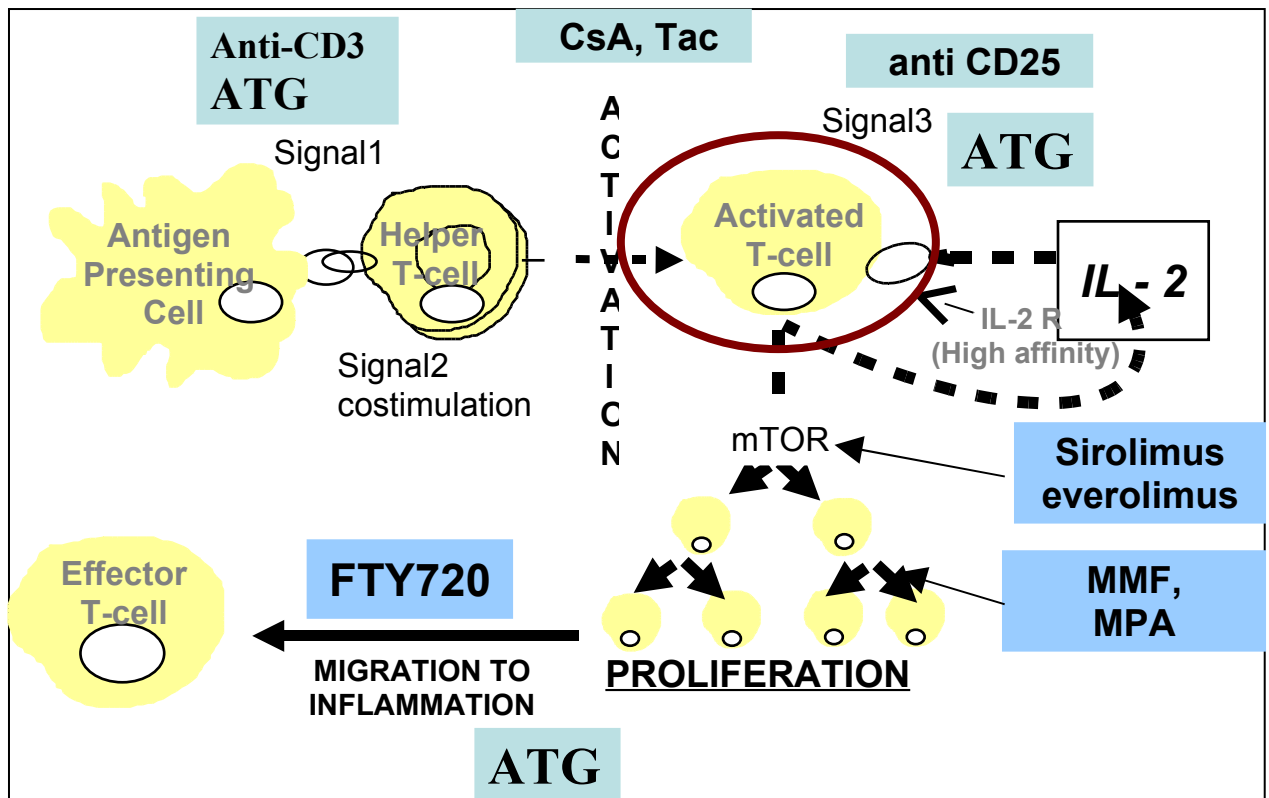 Anti-CD3
ATG
CsA, Tac
anti CD25
Signal1
Signal3
ATG
Antigen
Presenting
Cell
Helper
T-cell
ACTIVATION
Activated
T-cell
IL - 2
IL-2 R
(High affinity)
Signal2
costimulation
mTOR
Sirolimus
everolimus
Effector
T-cell
FTY720
MMF,
MPA
MIGRATION TO
INFLAMMATION
PROLIFERATION
ATG